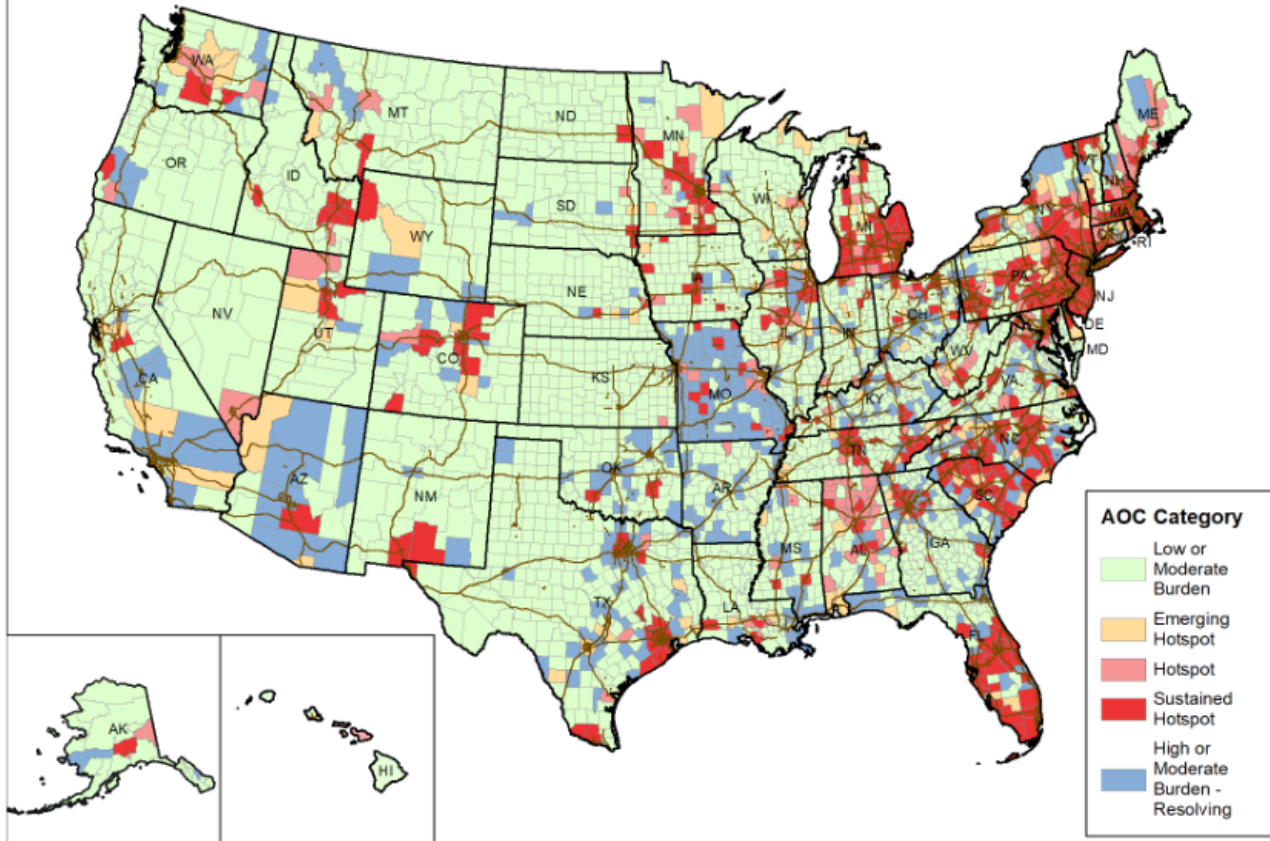 WA
MT
ND
MN
ME
OR
ID
SD
WI
VT
NH
NY
MA
MI
CT
RI
WY
IA
PA
NE
NJ
NV
UT
IL
IN
OH
DE
MD
CA
CO
KS
MO
WV
VA
KY
NC
TN
AZ
NM
OK
AR
SC
MS
AL
GA
TX
LA
FL
AK
HI
AOC Category
Low or
Moderate
Burden
Emerging
Hotspot
Hotspot
Sustained
Hotspot
High or
Moderate
Burden -
Resolving